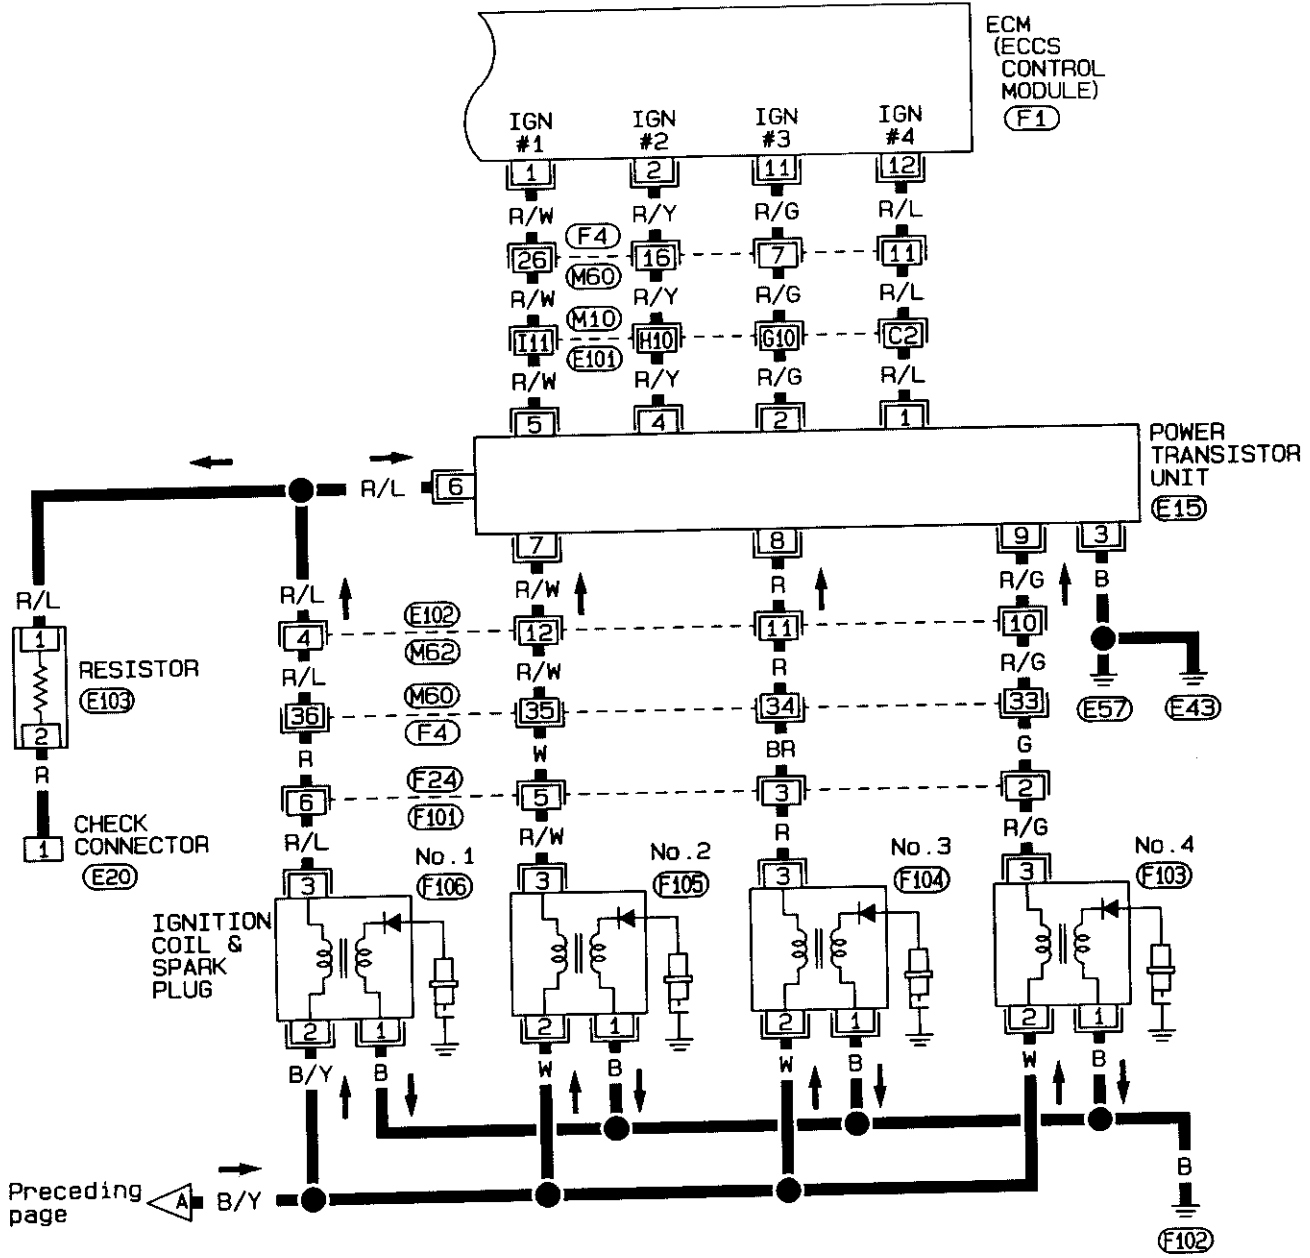 ECM
(ECCS
CONTROL
MODULE)
F1
IGN #1 IGN #2 IGN #3 IGN #4
1 2 11 12
R/W R/Y R/G R/L
F4
26 16 7 11
M60
R/W R/Y R/G R/L
M10
I11 H10 G10 C2
E101
R/W R/Y R/G R/L
5 4 2 1
POWER
TRANSISTOR
UNIT
E15
R/L 6
7 8 9 3
R/L R/L R/W R R/G B
E102
4 12 11 10
M62
1
RESISTOR
E103
2
R/L R/W R R/G
M60
36 35 34 33
F4
E57 E43
R R W BR G
F24
6 5 3 2
F101
1
CHECK
CONNECTOR
E20
R/L R/W R R/G
No.1 No.2 No.3 No.4
3 F106 3 F105 3 F104 3 F103
IGNITION
COIL &
SPARK
PLUG
2 1 2 1 2 1 2 1
B/Y B W B W B W B
B
Preceding
page
A B/Y
F102